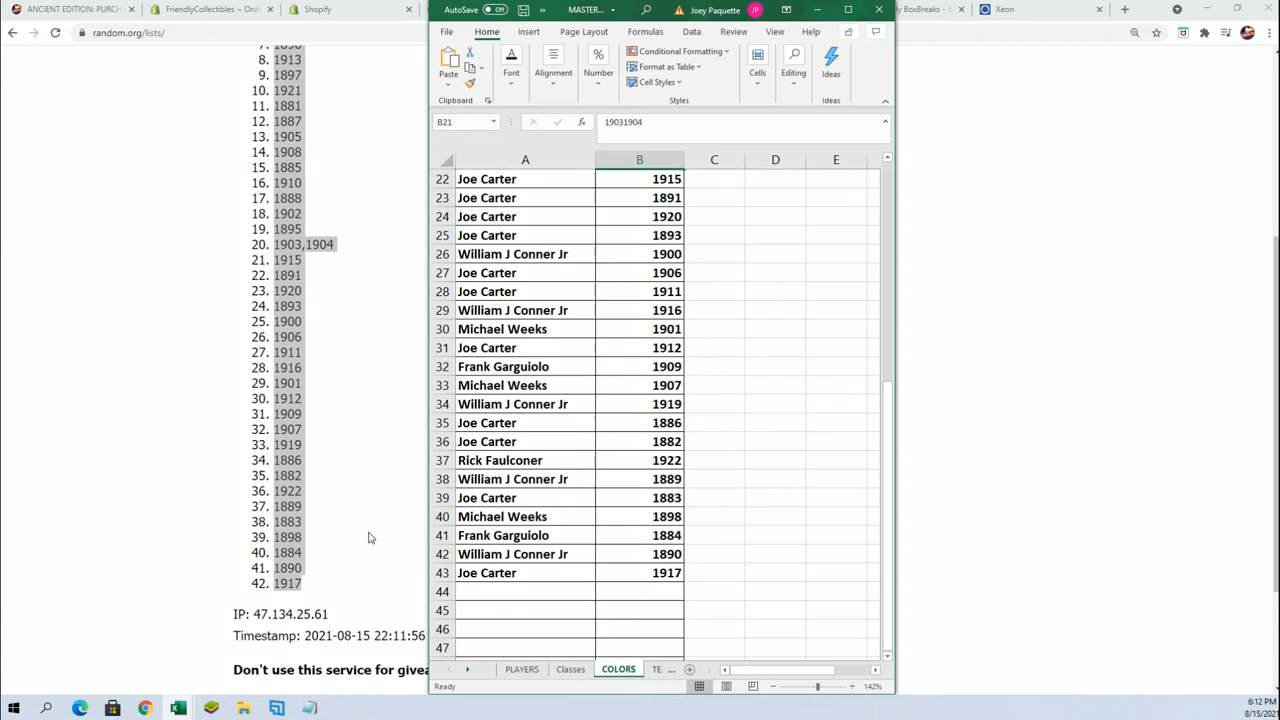 ANCIENT EDITION: PURCH
FriendlyCollectibles ~ Ord
Shopify
y BoxBreaks
Xeon
random.org/lists/
AutoSave Off MASTER... Joey Paquette JP
File Home Insert Page Layout Formulas Data Review View Help
Paste
Font
Alignment
Number
Conditional Formatting
Format as Table
Cell Styles
Cells
Editing
Ideas
Clipboard
Styles
Ideas
B21
fx
19031904
A B C D E
22 Joe Carter 1915
23 Joe Carter 1891
24 Joe Carter 1920
25 Joe Carter 1893
26 William J Conner Jr 1900
27 Joe Carter 1906
28 Joe Carter 1911
29 William J Conner Jr 1916
30 Michael Weeks 1901
31 Joe Carter 1912
32 Frank Garguiolo 1909
33 Michael Weeks 1907
34 William J Conner Jr 1919
35 Joe Carter 1886
36 Joe Carter 1882
37 Rick Faulconer 1922
38 William J Conner Jr 1889
39 Joe Carter 1883
40 Michael Weeks 1898
41 Frank Garguiolo 1884
42 William J Conner Jr 1890
43 Joe Carter 1917
44
45
46
47
PLAYERS Classes COLORS TE ...
Ready
142%
8. 1913
9. 1897
10. 1921
11. 1881
12. 1887
13. 1905
14. 1908
15. 1885
16. 1910
17. 1888
18. 1902
19. 1895
20. 1903,1904
21. 1915
22. 1891
23. 1920
24. 1893
25. 1900
26. 1906
27. 1911
28. 1916
29. 1901
30. 1912
31. 1909
32. 1907
33. 1919
34. 1886
35. 1882
36. 1922
37. 1889
38. 1883
39. 1898
40. 1884
41. 1890
42. 1917
IP: 47.134.25.61
Timestamp: 2021-08-15 22:11:56
Don't use this service for givea
6:12 PM
8/15/2021